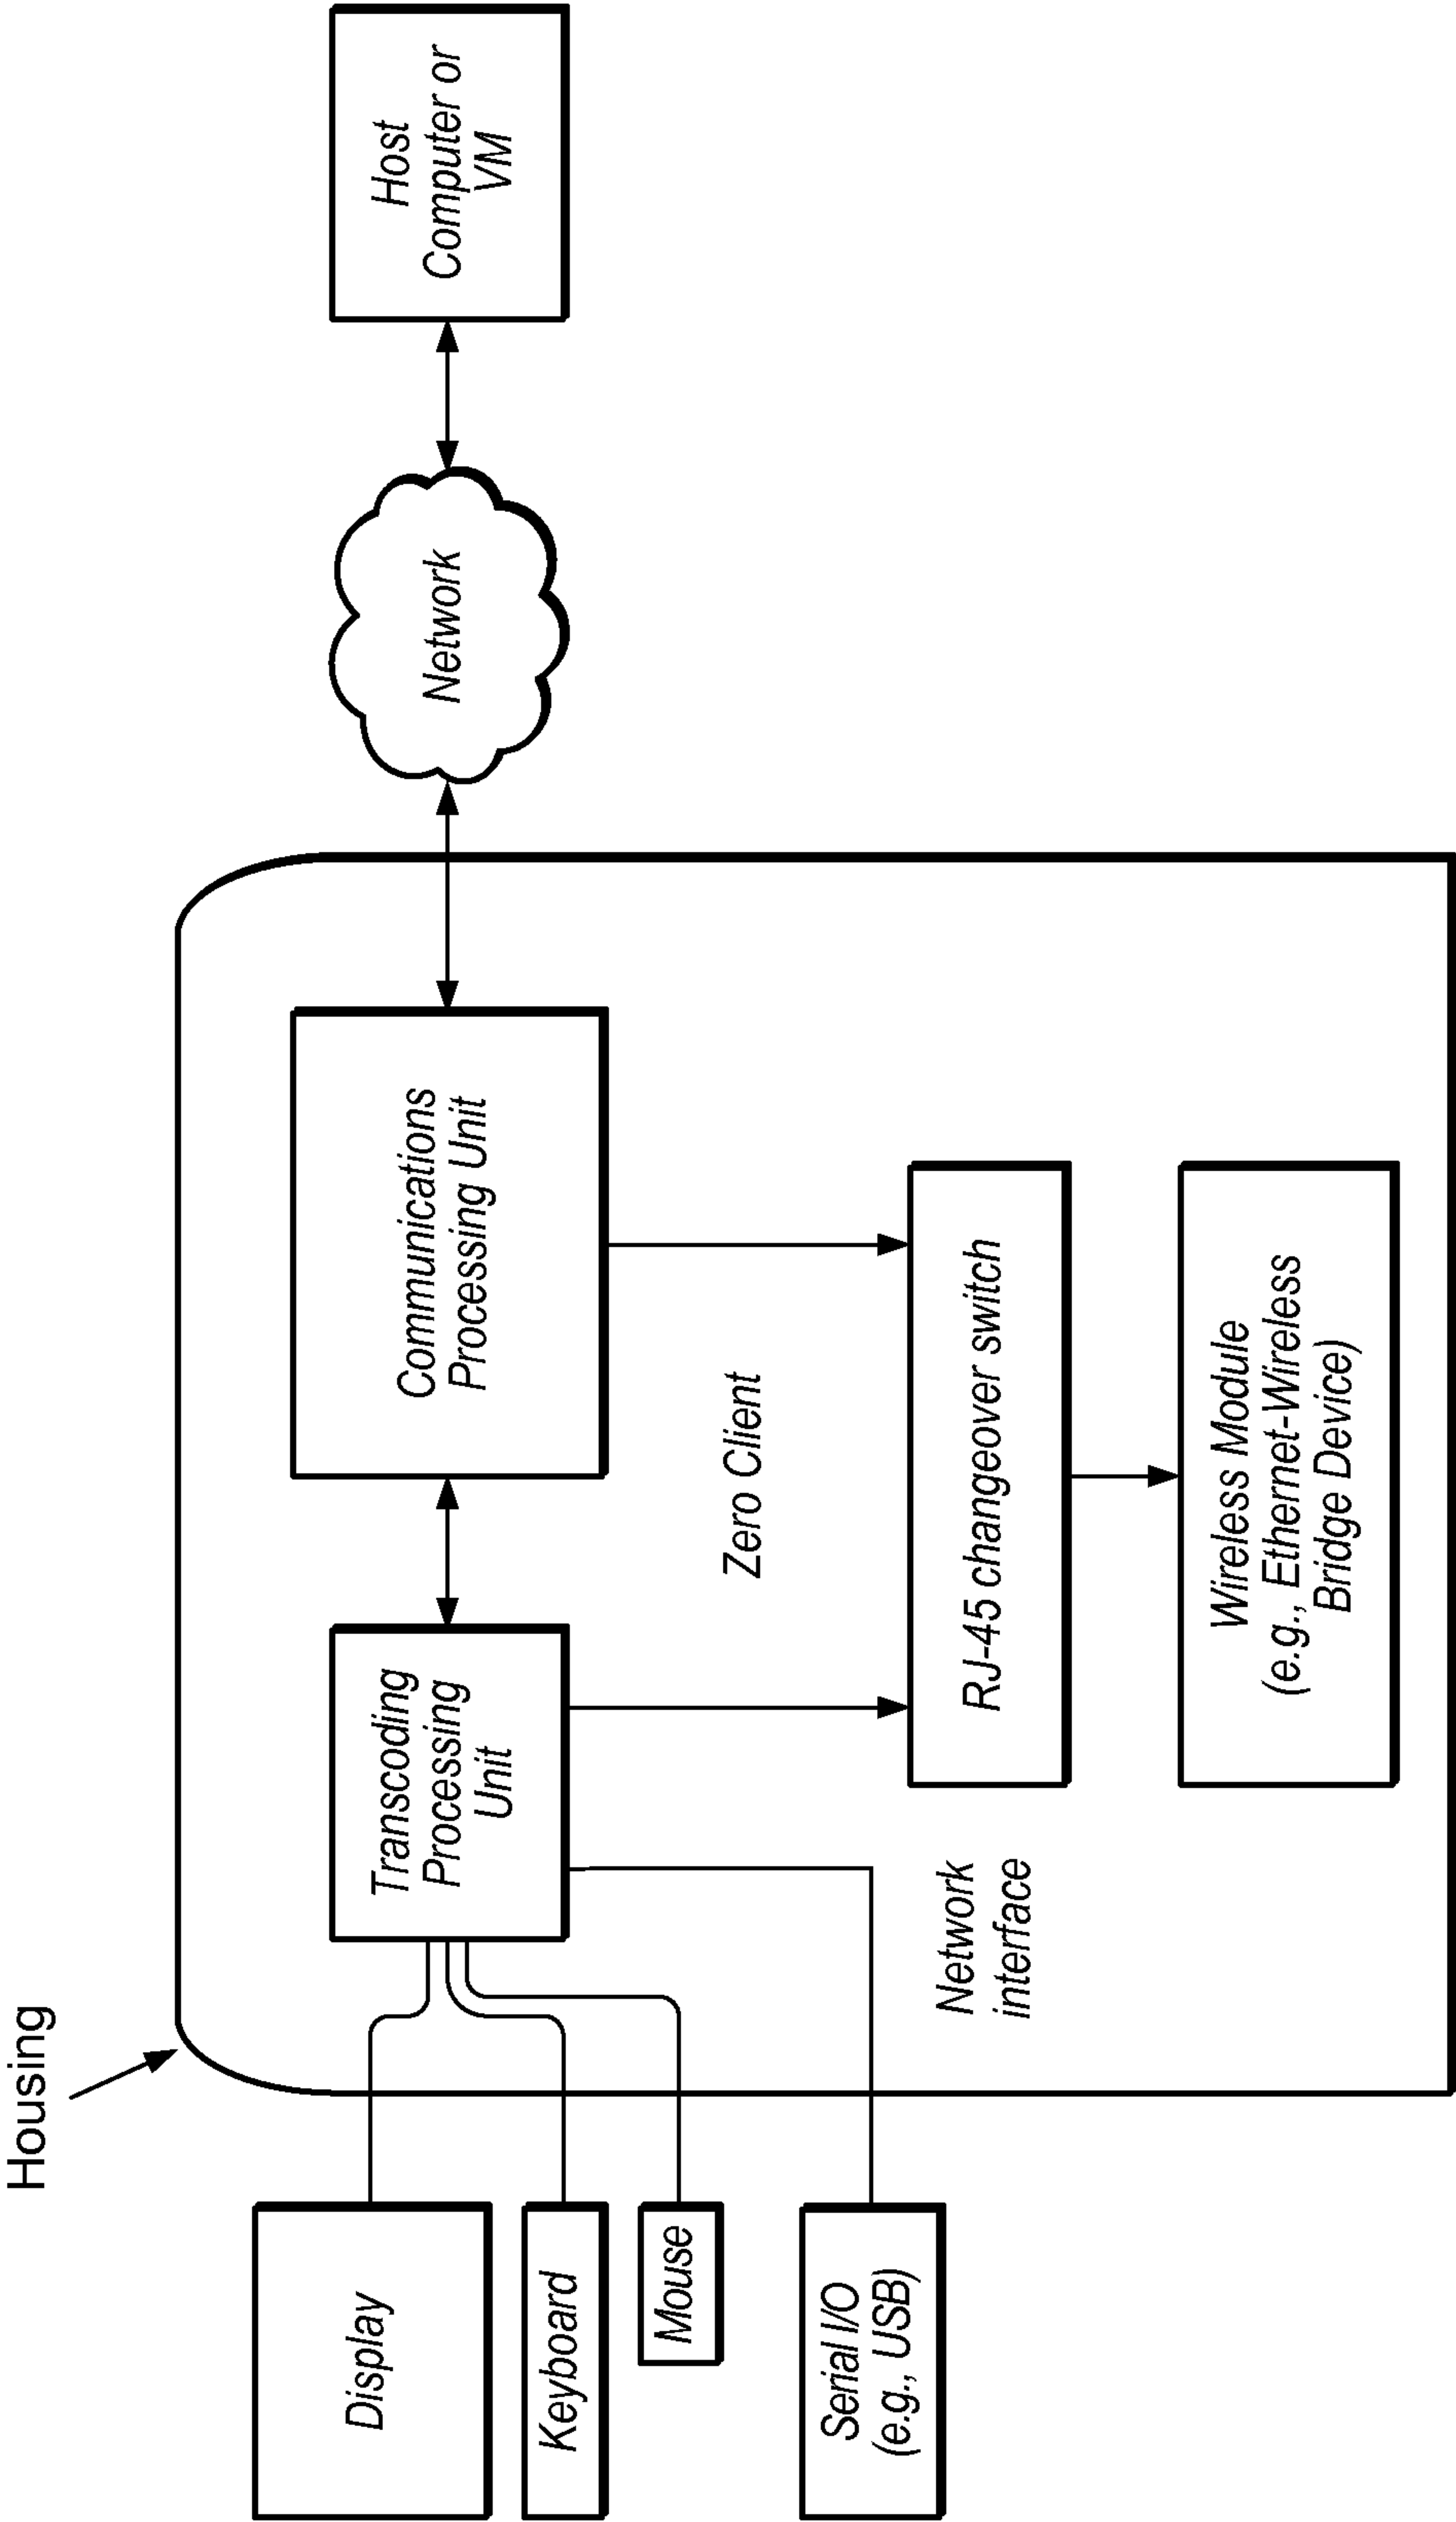 Housing
Display
Keyboard
Mouse
Serial I/O
(e.g., USB)
Transcoding
Processing
Unit
Communications
Processing Unit
Network
Host
Computer or
VM
Zero Client
Network
interface
RJ-45 changeover switch
Wireless Module
(e.g., Ethernet-Wireless
Bridge Device)